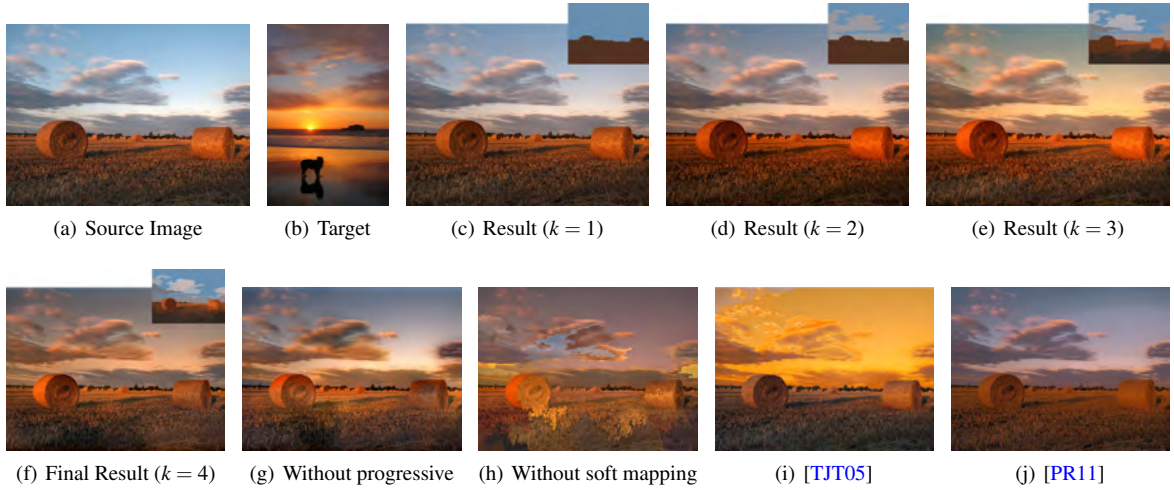 (a) Source Image
(b) Target
(c) Result (k = 1)
(d) Result (k = 2)
(e) Result (k = 3)
(f) Final Result (k = 4)
(g) Without progressive
(h) Without soft mapping
(i) [TJT05]
(j) [PR11]